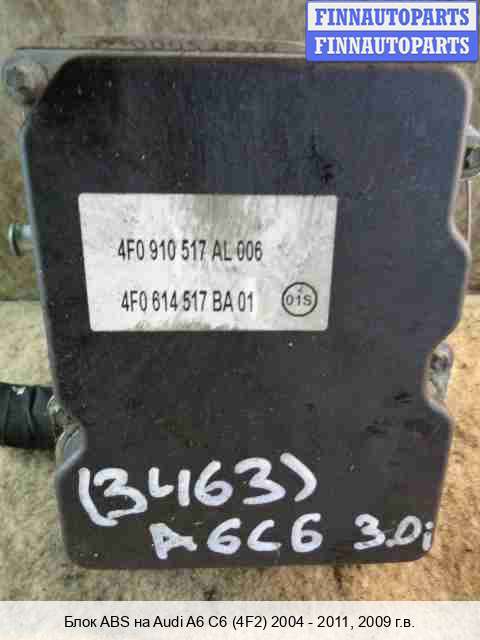 FINNAUTOPARTS
FINNAUTOPARTS
4F0 910 517 AL 006
4F0 614 517 BA 01
01S
(3463)
A6C6 3.0i
Блок ABS на Audi A6 C6 (4F2) 2004 - 2011, 2009 г.в.